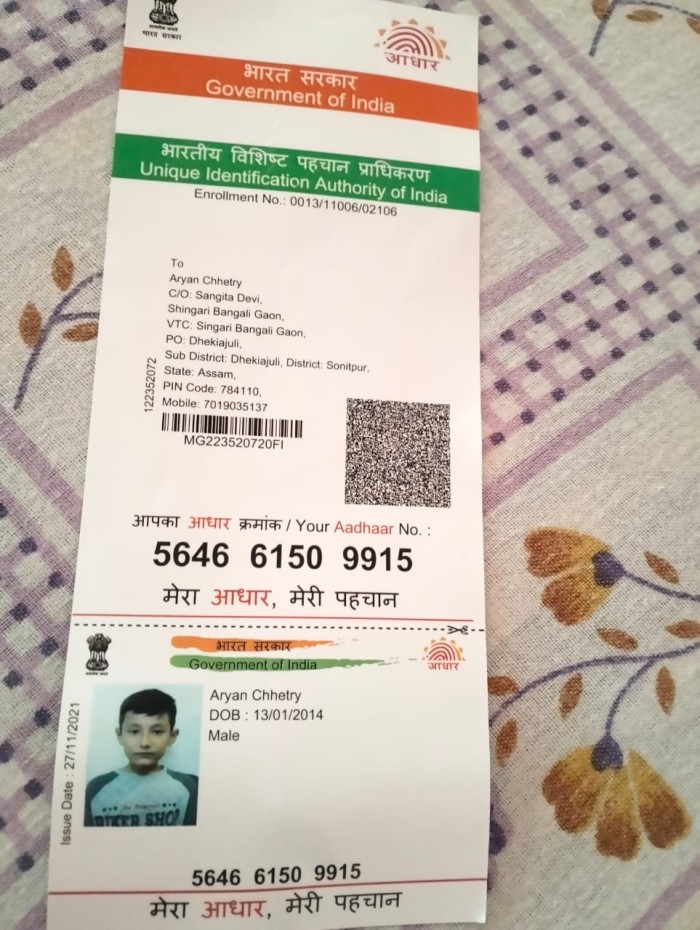 भारत सरकार
आधार
भारत सरकार
Government of India
भारतीय विशिष्ट पहचान प्राधिकरण
Unique Identification Authority of India
Enrollment No.: 0013/11006/02106
To
Aryan Chhetry
C/O: Sangita Devi,
Shingari Bangali Gaon,
VTC: Singari Bangali Gaon,
PO: Dhekiajuli,
Sub District: Dhekiajuli, District: Sonitpur,
State: Assam,
PIN Code: 784110,
Mobile: 7019035137
122352072
MG223520720FI
आपका आधार क्रमांक / Your Aadhaar No. :
5646 6150 9915
मेरा आधार, मेरी पहचान
भारत सरकार
Government of India
आधार
Issue Date : 27/11/2021
Aryan Chhetry
DOB : 13/01/2014
Male
BIKER SHO
5646 6150 9915
मेरा आधार, मेरी पहचान